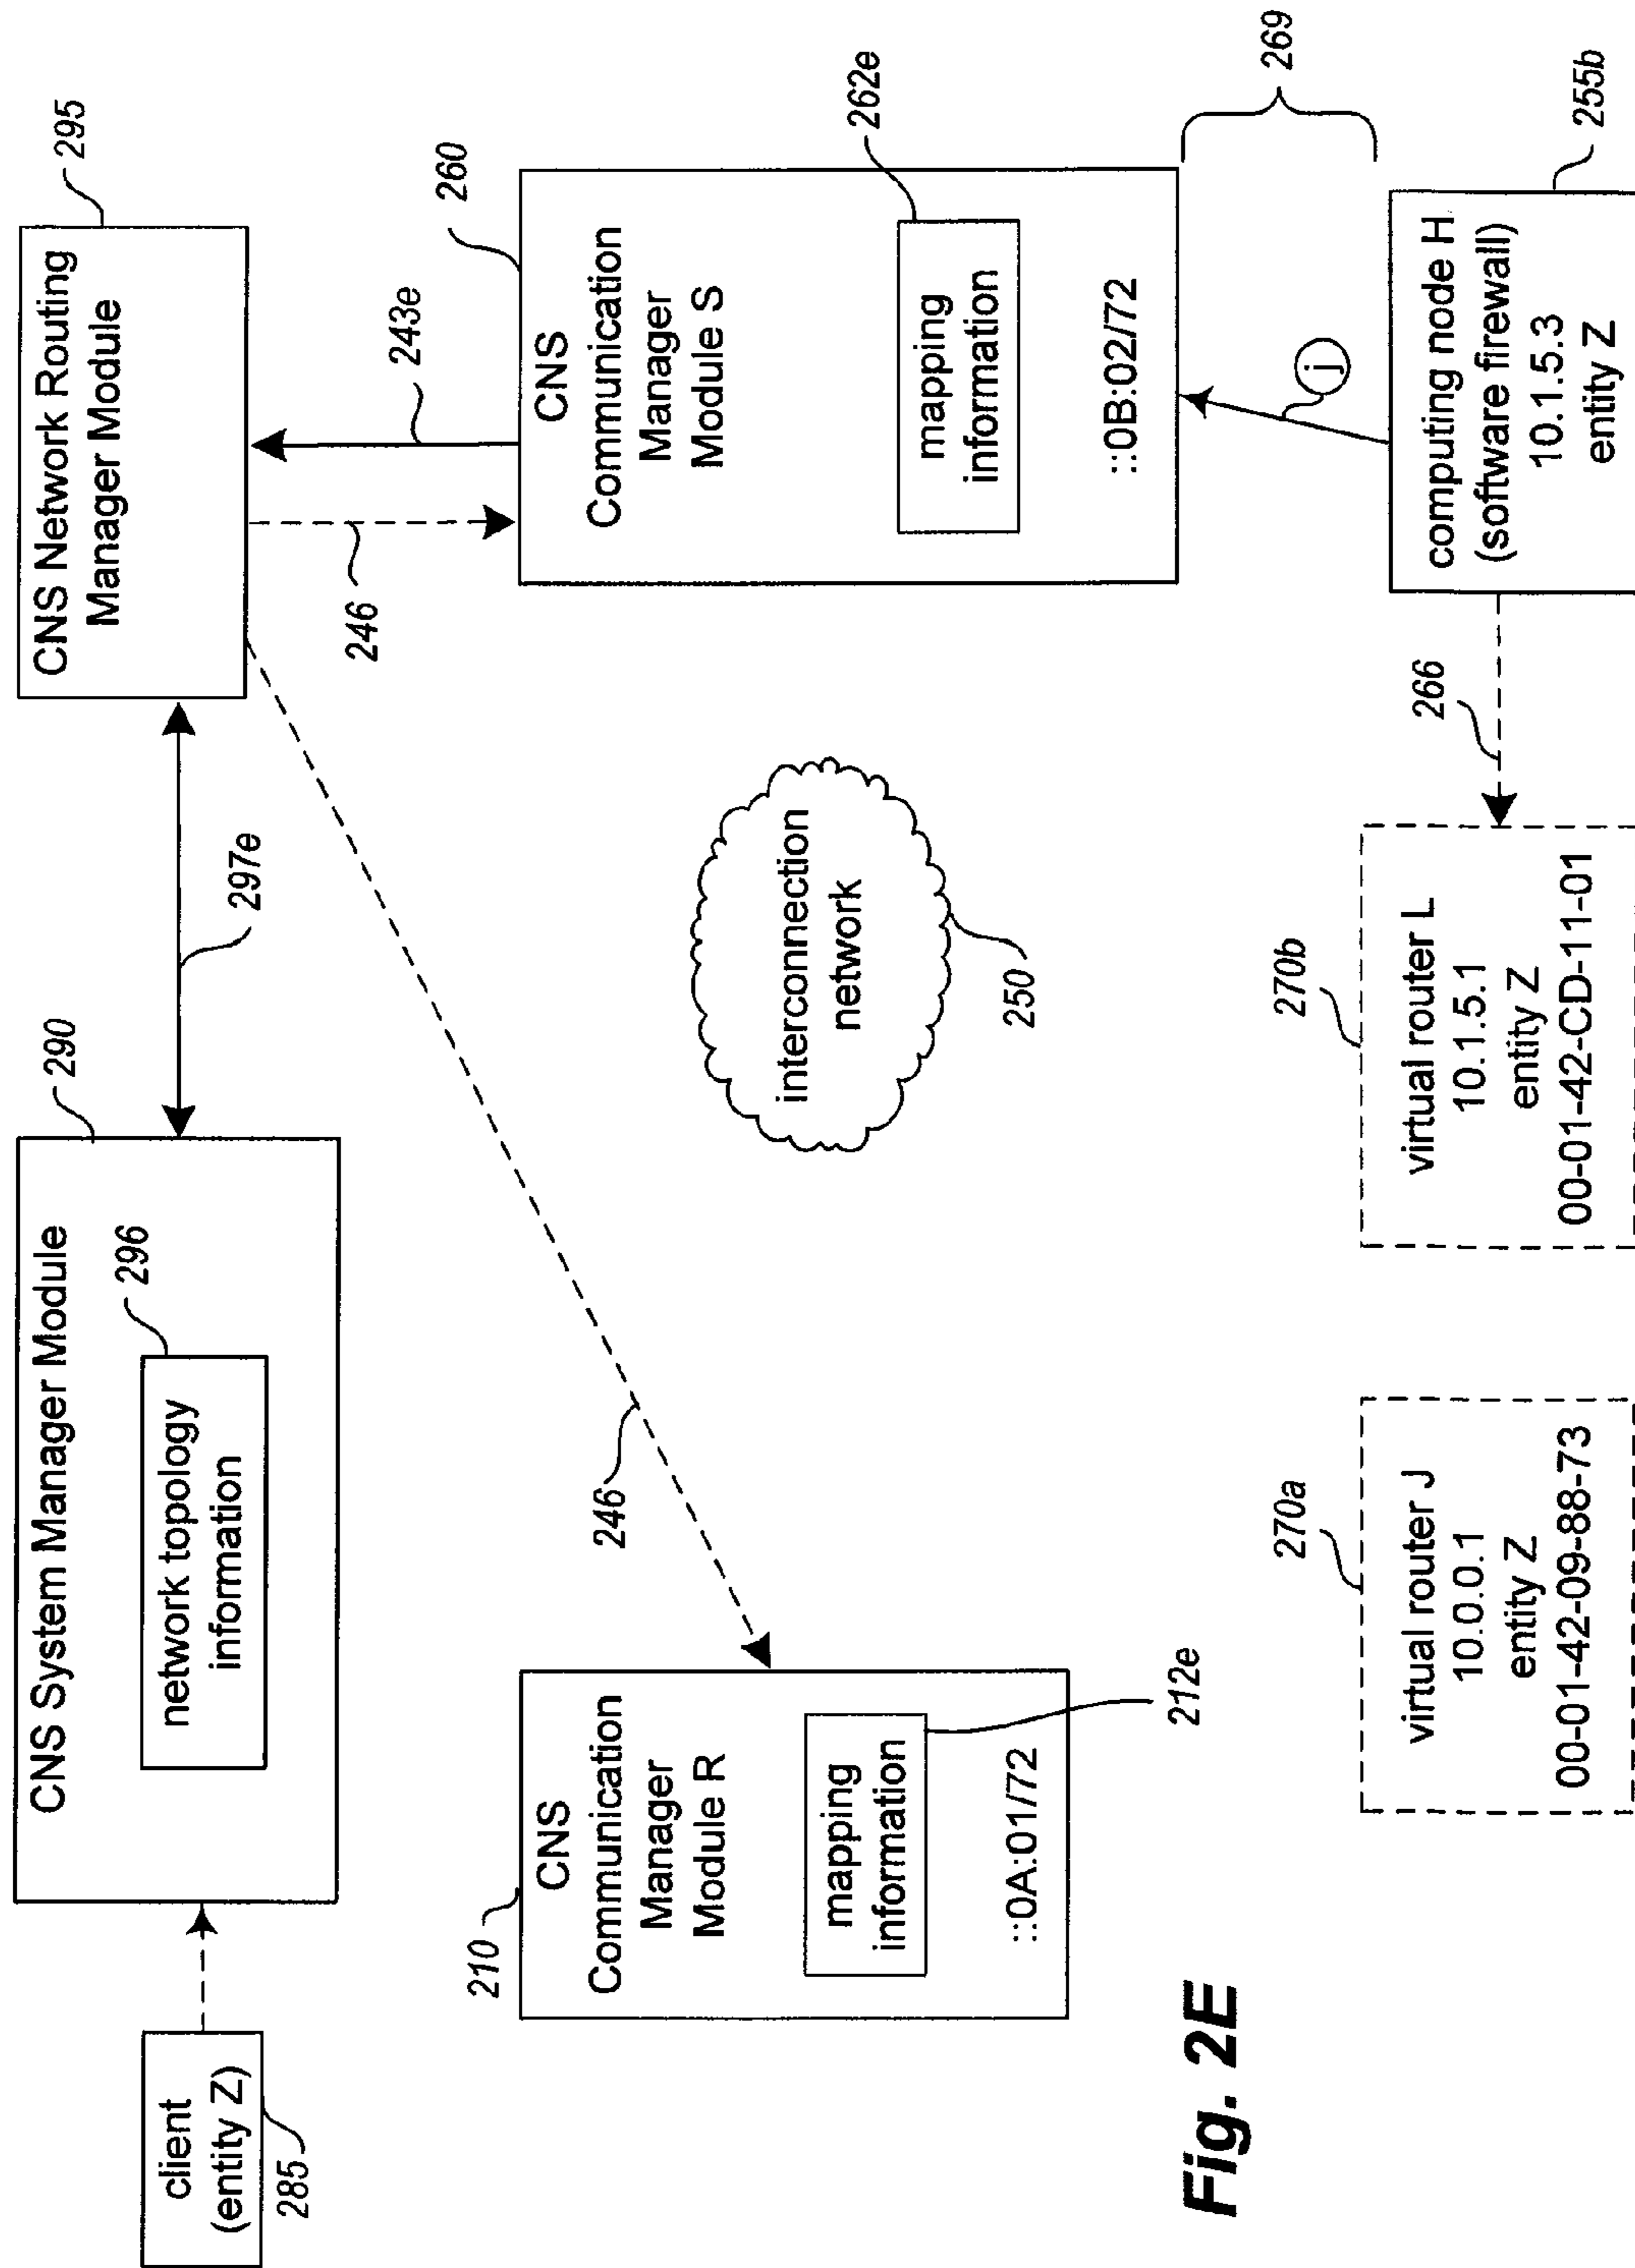 client
(entity Z)
285
CNS System Manager Module
290
network topology
information
296
297e
CNS Network Routing
Manager Module
295
246
243e
246
210
CNS
Communication
Manager
Module R
mapping
information
::0A:01/72
212e
interconnection
network
250
260
CNS
Communication
Manager
Module S
mapping
information
262e
::0B:02/72
269
j
270a
virtual router J
10.0.0.1
entity Z
00-01-42-09-88-73
270b
virtual router L
10.1.5.1
entity Z
00-01-42-CD-11-01
266
computing node H
(software firewall)
10.1.5.3
entity Z
255b
Fig. 2E